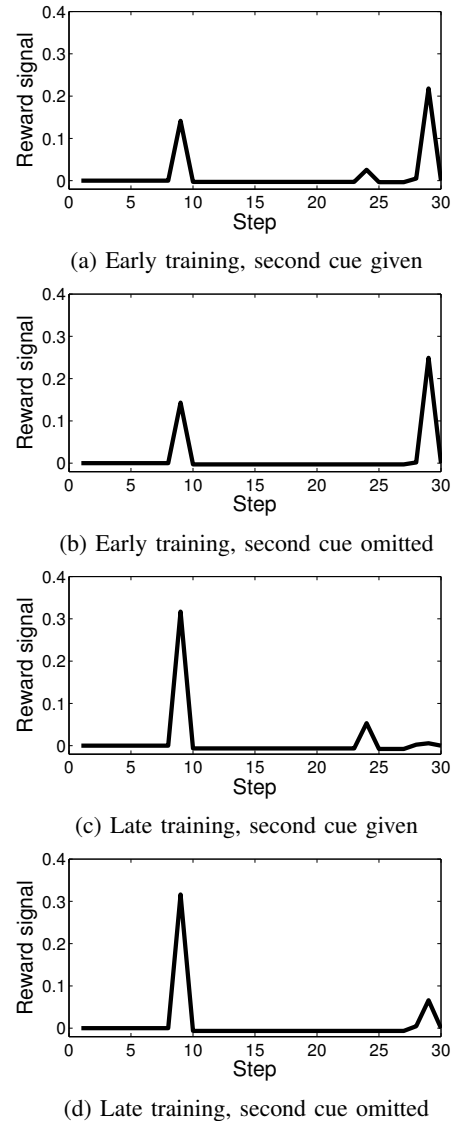 0.4
0.3
0.2
0.1
0
Reward signal
0 5 10 15 20 25 30
Step
(a) Early training, second cue given
0.4
0.3
0.2
0.1
0
Reward signal
0 5 10 15 20 25 30
Step
(b) Early training, second cue omitted
0.4
0.3
0.2
0.1
0
Reward signal
0 5 10 15 20 25 30
Step
(c) Late training, second cue given
0.4
0.3
0.2
0.1
0
Reward signal
0 5 10 15 20 25 30
Step
(d) Late training, second cue omitted